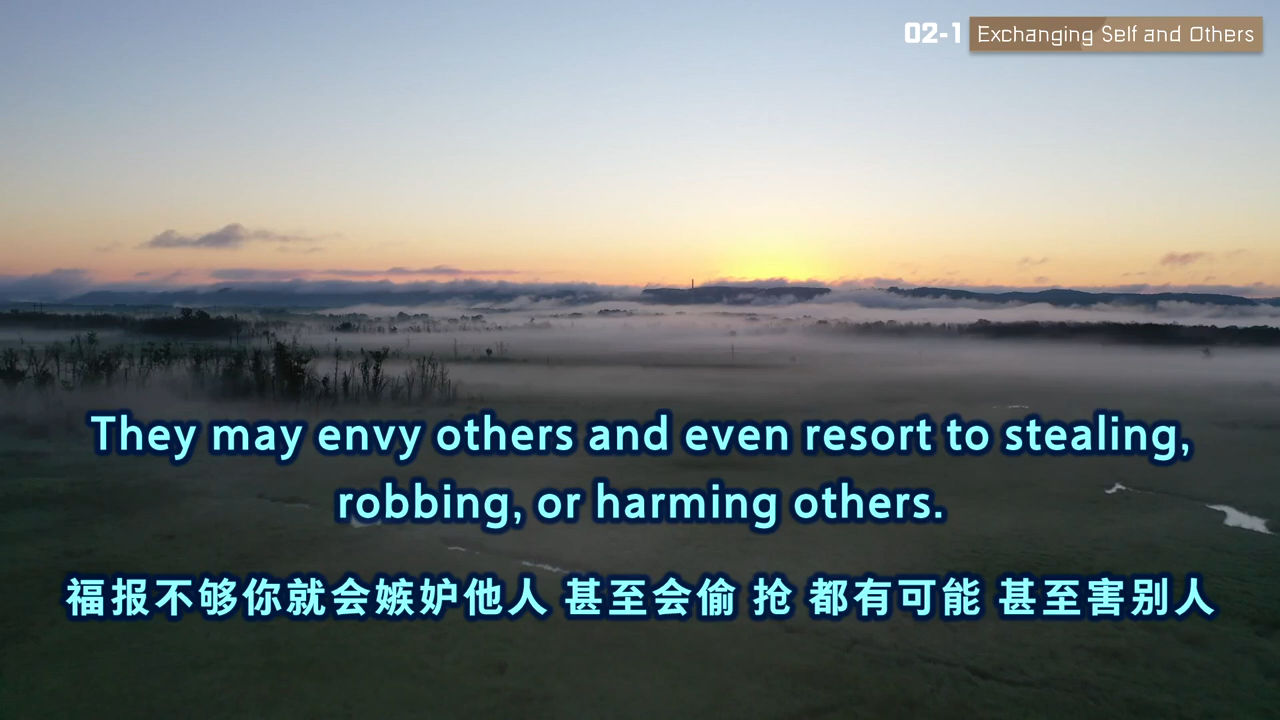 02-1 Exchanging Self and Others
They may envy others and even resort to stealing,
robbing, or harming others.
福报不够你就会嫉妒他人 甚至会偷 抢 都有可能 甚至害别人